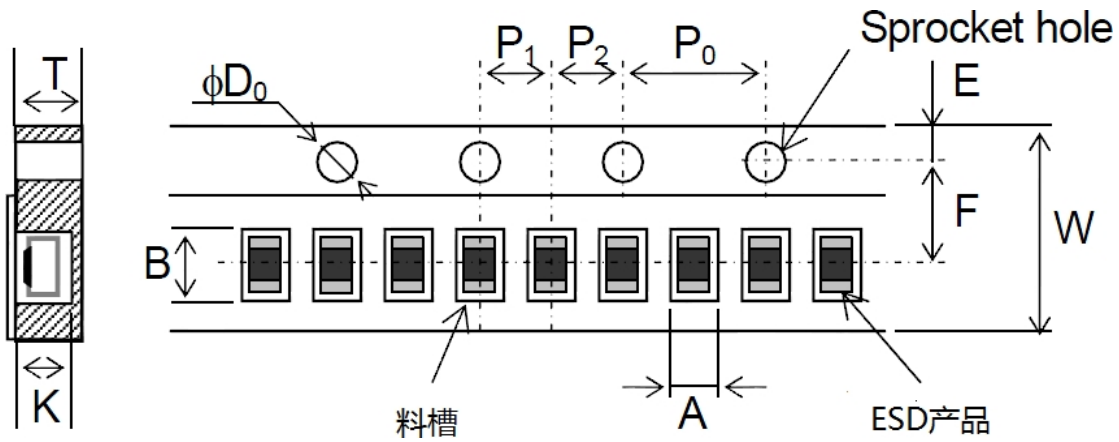 Sprocket hole
P₁ P₂ P₀
T
E
ϕD₀
F
W
B
K
A
料槽
ESD产品